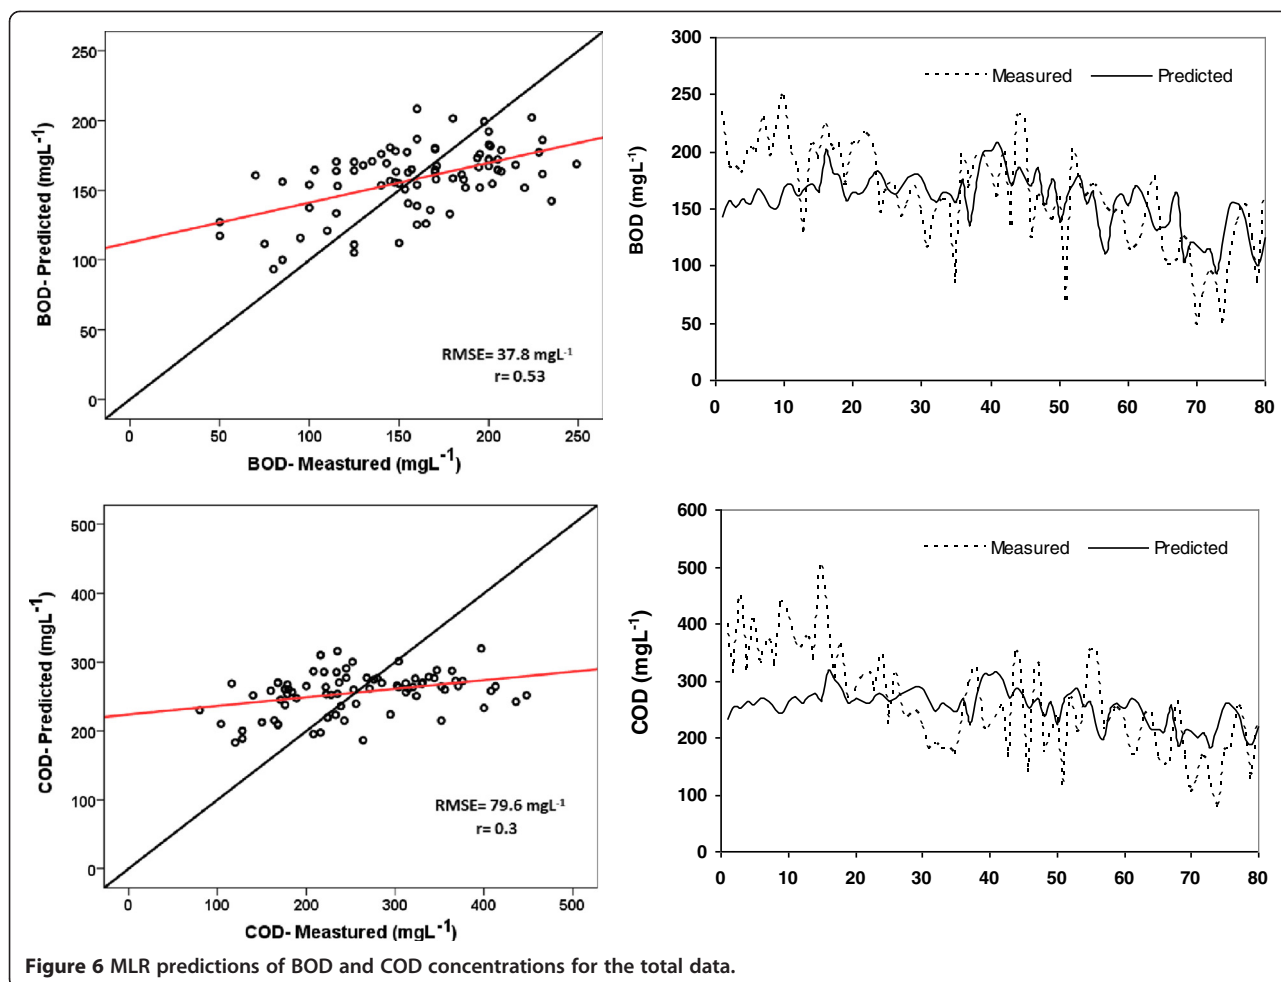 250
200
150
100
50
0
BOD- Predicted (mgL-1)
RMSE= 37.8 mgL-1
r= 0.53
0 50 100 150 200 250
BOD- Meastured (mgL-1)
300
250
200
150
100
50
0
BOD (mgL-1)
Measured Predicted
0 10 20 30 40 50 60 70 80
500
400
300
200
100
0
COD- Predicted (mgL-1)
RMSE= 79.6 mgL-1
r= 0.3
0 100 200 300 400 500
COD- Meastured (mgL-1)
600
500
400
300
200
100
0
COD (mgL-1)
Measured Predicted
0 10 20 30 40 50 60 70 80
Figure 6 MLR predictions of BOD and COD concentrations for the total data.